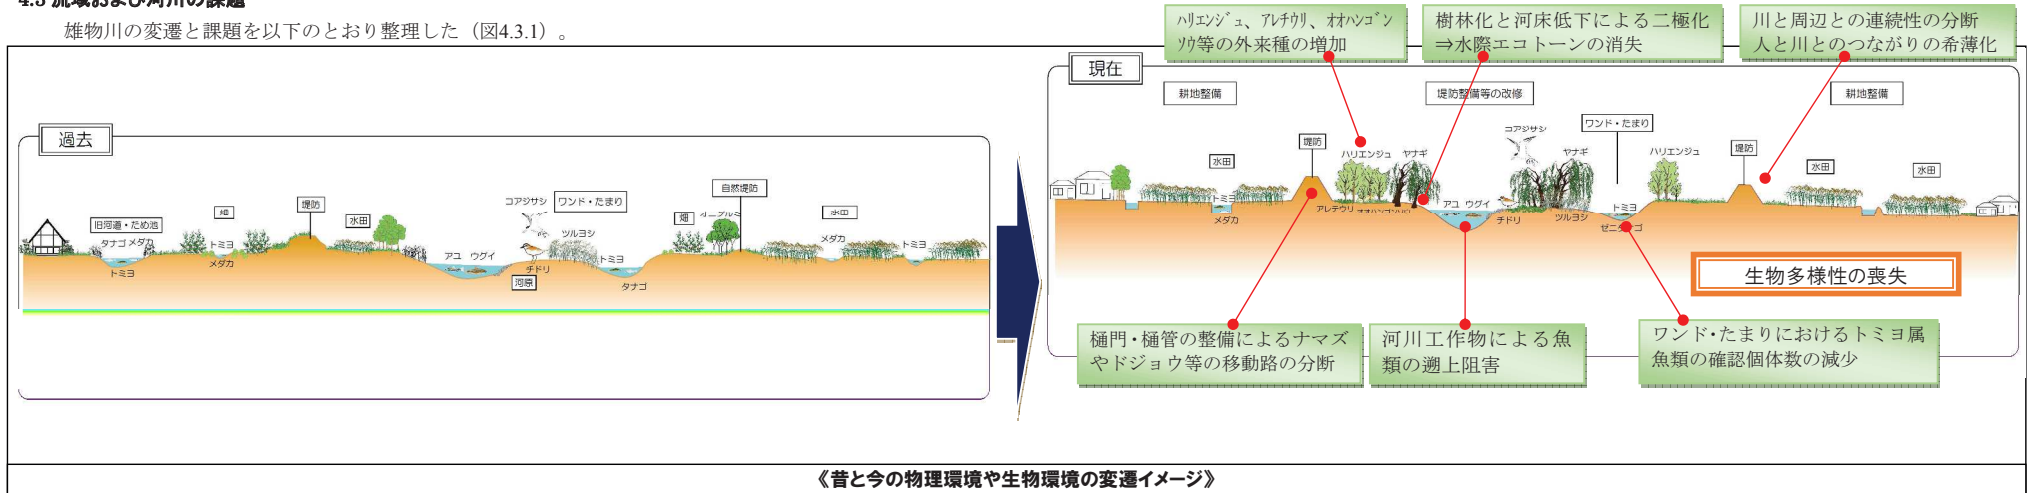 4.3 流域および河川の課題
雄物川の変遷と課題を以下のとおり整理した（図4.3.1）。
過去
旧河道・ため池
タナゴ メダカ
トミヨ
畑
トミヨ
メダカ
堤防
水田
アユ ウグイ
コアジサシ
ワンド・たまり
ツルヨシ
チドリ
河原
トミヨ
タナゴ
畑
オニグルミ
自然堤防
水田
メダカ
トミヨ
現在
ﾊﾘｴﾝｼﾞｭ、ｱﾚﾁｳﾘ、ｵｵﾊﾝｺﾞﾝ
ｿｳ等の外来種の増加
樹林化と河床低下による二極化
⇒水際エコトーンの消失
川と周辺との連続性の分断
人と川とのつながりの希薄化
耕地整備
堤防整備等の改修
耕地整備
水田
トミヨ
メダカ
堤防
ハリエンジュ
ヤナギ
アレチウリ
アユ ウグイ
コアジサシ
チドリ
ワンド・たまり
ヤナギ
ツルヨシ
トミヨ
ハリエンジュ
堤防
水田
水田
生物多様性の喪失
樋門・樋管の整備によるナマズ
やドジョウ等の移動路の分断
河川工作物による魚
類の遡上阻害
ワンド・たまりにおけるトミヨ属
魚類の確認個体数の減少
《昔と今の物理環境や生物環境の変遷イメージ》